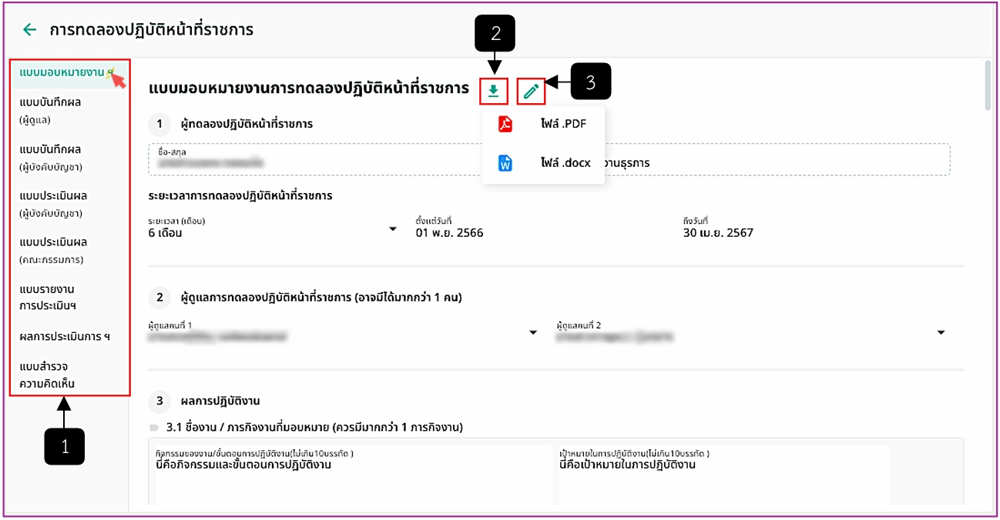 การทดลองปฏิบัติหน้าที่ราชการ
2
3
แบบมอบหมายงาน ฯ
แบบบันทึกผล
(ผู้ดูแล)
แบบบันทึกผล
(ผู้บังคับบัญชา)
แบบประเมินผล
(ผู้บังคับบัญชา)
แบบประเมินผล
(คณะกรรมการ)
แบบรายงาน
การประเมินฯ
ผลการประเมินการ ฯ
แบบสำรวจ
ความคิดเห็น
1
แบบมอบหมายงานการทดลองปฏิบัติหน้าที่ราชการ
ไฟล์ .PDF
ไฟล์ .docx
1 ผู้ทดลองปฏิบัติหน้าที่ราชการ
ชื่อ-สกุล
านธุรการ
ระยะเวลาการทดลองปฏิบัติหน้าที่ราชการ
ระยะเวลา (เดือน) ตั้งแต่วันที่ ถึงวันที่
6 เดือน 01 พ.ย. 2566 30 เม.ย. 2567
2 ผู้ดูแลการทดลองปฏิบัติหน้าที่ราชการ (อาจมีได้มากกว่า 1 คน)
ผู้ดูแลคนที่ 1 ผู้ดูแลคนที่ 2
3 ผลการปฏิบัติงาน
3.1 ชื่องาน / ภารกิจงานที่มอบหมาย (ควรมีมากกว่า 1 ภารกิจงาน)
กิจกรรมของงาน/ขั้นตอนการปฏิบัติงาน(ไม่เกิน10บรรทัด ) เป้าหมายในการปฏิบัติงาน(ไม่เกิน10บรรทัด )
นี่คือกิจกรรมและขั้นตอนการปฏิบัติงาน นี่คือเป้าหมายในการปฏิบัติงาน